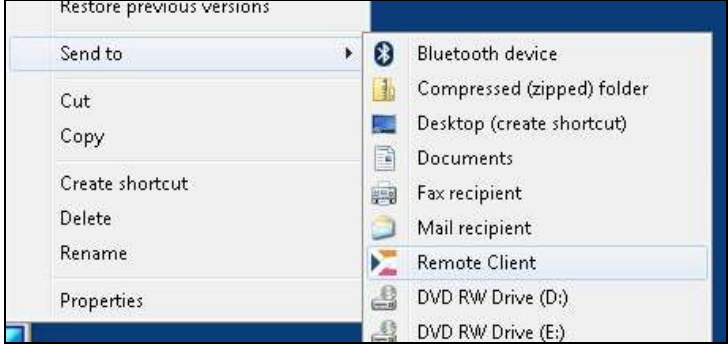 Restore previous versions
Send to
Cut
Copy
Create shortcut
Delete
Rename
Properties
Bluetooth device
Compressed (zipped) folder
Desktop (create shortcut)
Documents
Fax recipient
Mail recipient
Remote Client
DVD RW Drive (D:)
DVD RW Drive (E:)